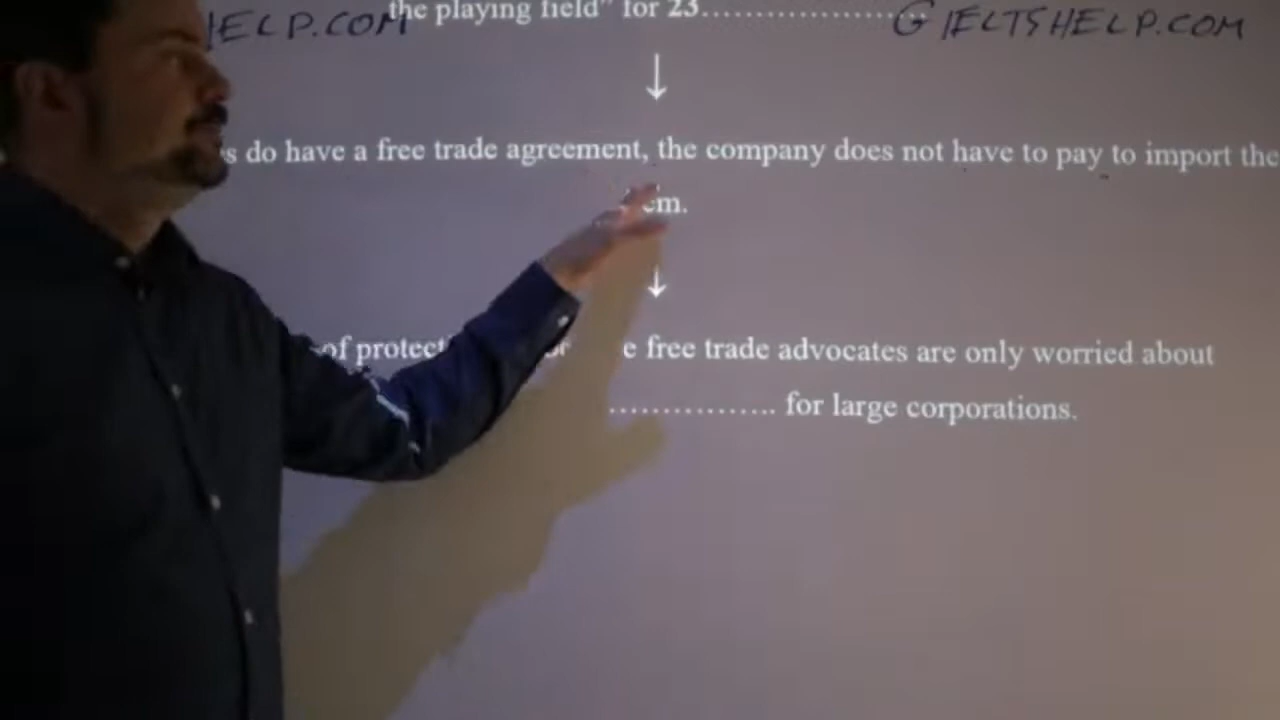 IELP.COM the playing field" for 23........................ GIELTSHELP.COM
s do have a free trade agreement, the company does not have to pay to import the
em.
of protect e free trade advocates are only worried about
............... for large corporations.